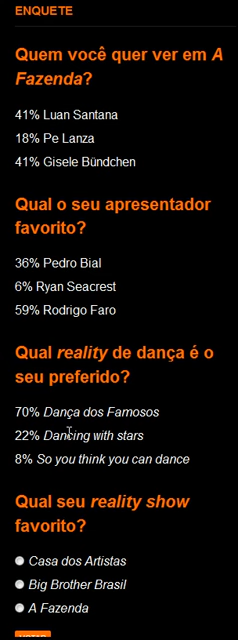 ENQUETE
Quem você quer ver em A
Fazenda?
41% Luan Santana
18% Pe Lanza
41% Gisele Bündchen
Qual o seu apresentador
favorito?
36% Pedro Bial
6% Ryan Seacrest
59% Rodrigo Faro
Qual reality de dança é o
seu preferido?
70% Dança dos Famosos
22% Dancing with stars
8% So you think you can dance
Qual seu reality show
favorito?
Casa dos Artistas
Big Brother Brasil
A Fazenda